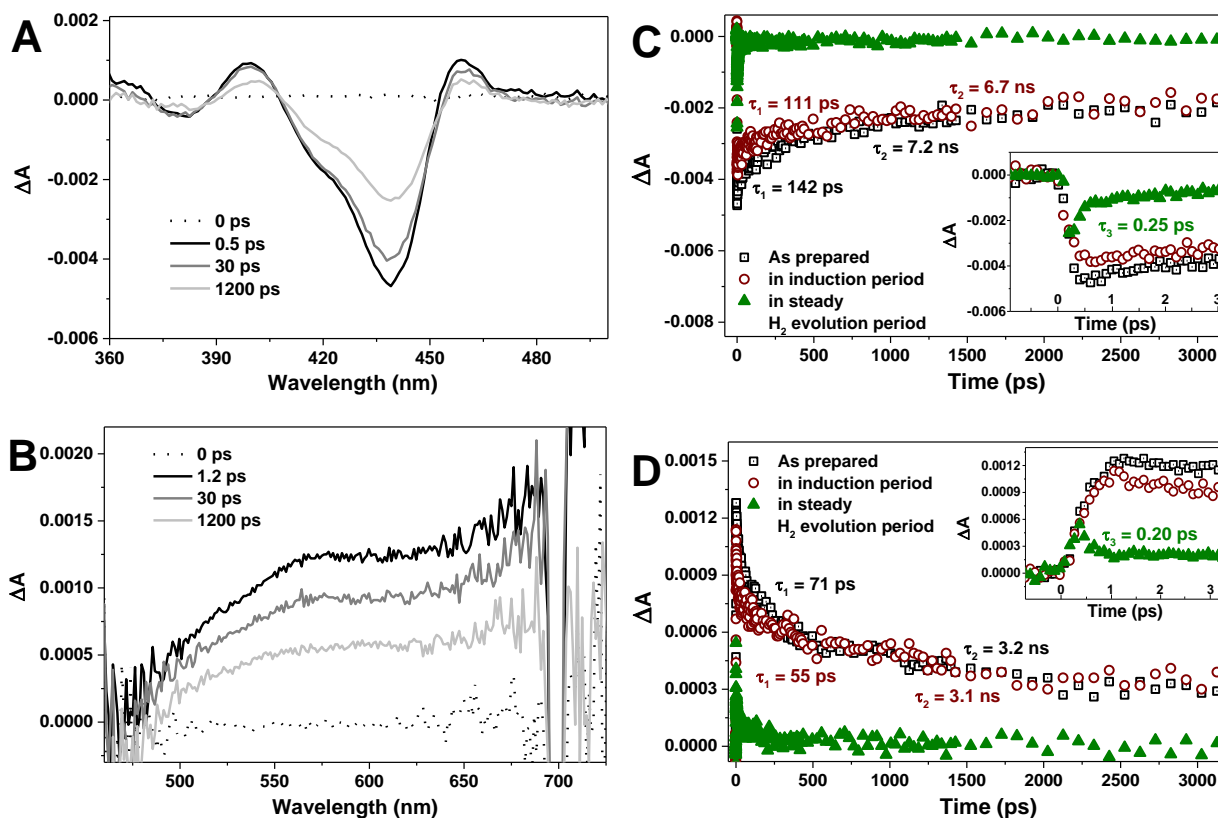 A
0.002
0.000
-0.002
-0.004
-0.006
ΔA
0 ps
0.5 ps
30 ps
1200 ps
360
390
420
450
480
Wavelength (nm)
C
0.000
-0.002
-0.004
-0.006
-0.008
ΔA
τ1 = 111 ps
τ2 = 6.7 ns
τ2 = 7.2 ns
τ1 = 142 ps
As prepared
in induction period
in steady
H2 evolution period
0.000
-0.002
-0.004
-0.006
ΔA
τ3 = 0.25 ps
0
1
2
3
Time (ps)
0
500
1000
1500
2000
2500
3000
Time (ps)
B
0.0020
0.0015
0.0010
0.0005
0.0000
ΔA
0 ps
1.2 ps
30 ps
1200 ps
500
550
600
650
700
Wavelength (nm)
D
0.0015
0.0012
0.0009
0.0006
0.0003
0.0000
ΔA
As prepared
in induction period
in steady
H2 evolution period
τ1 = 71 ps
τ2 = 3.2 ns
τ1 = 55 ps
τ2 = 3.1 ns
0.0012
0.0009
0.0006
0.0003
0.0000
ΔA
τ3 = 0.20 ps
0
1
2
3
Time (ps)
0
500
1000
1500
2000
2500
3000
Time (ps)